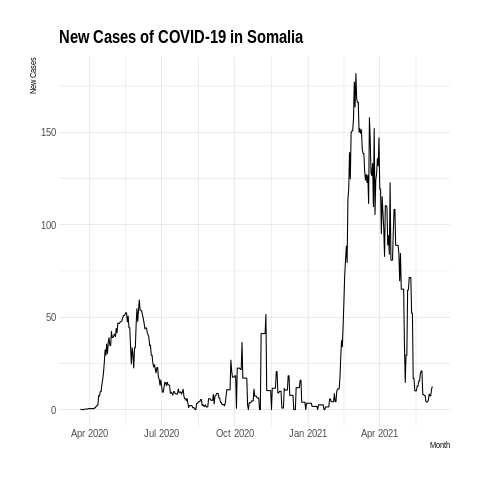 New Cases of COVID-19 in Somalia
New Cases
150
100
50
0
Apr 2020 Jul 2020 Oct 2020 Jan 2021 Apr 2021
Month